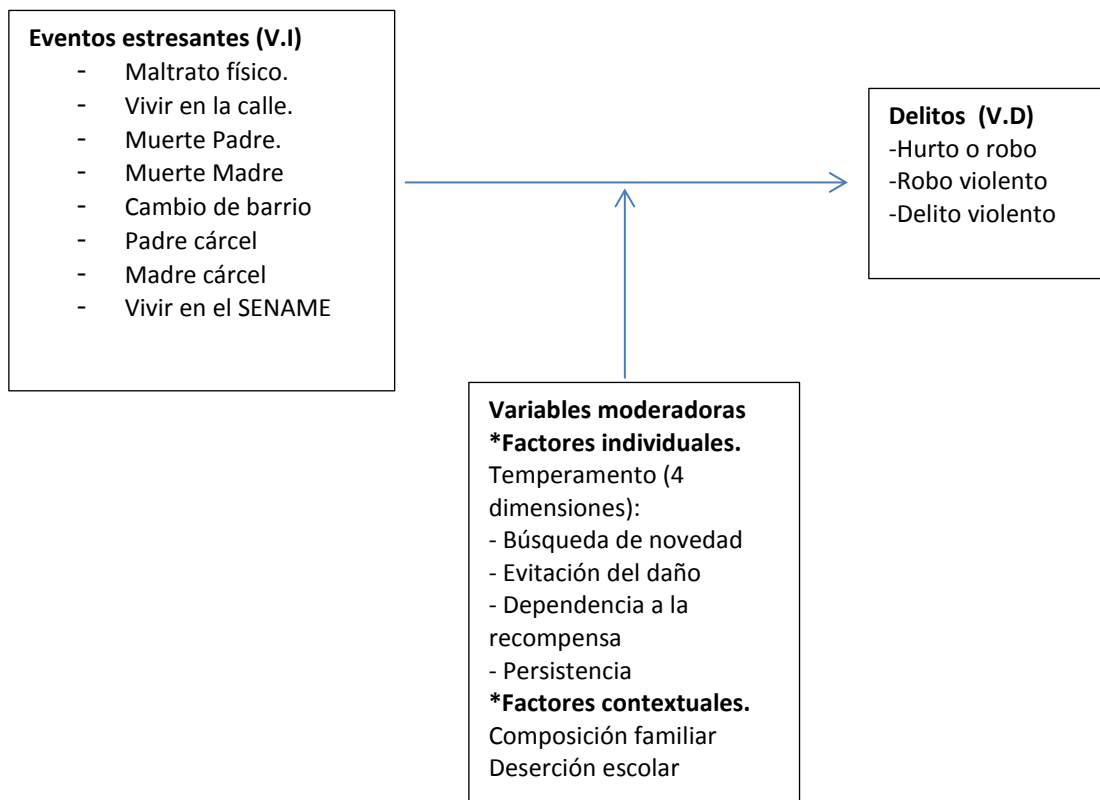 Eventos estresantes (V.I)
- Maltrato físico.
- Vivir en la calle.
- Muerte Padre.
- Muerte Madre
- Cambio de barrio
- Padre cárcel
- Madre cárcel
- Vivir en el SENAME
Delitos (V.D)
-Hurto o robo
-Robo violento
-Delito violento
Variables moderadoras
*Factores individuales.
Temperamento (4
dimensiones):
- Búsqueda de novedad
- Evitación del daño
- Dependencia a la
recompensa
- Persistencia
*Factores contextuales.
Composición familiar
Deserción escolar